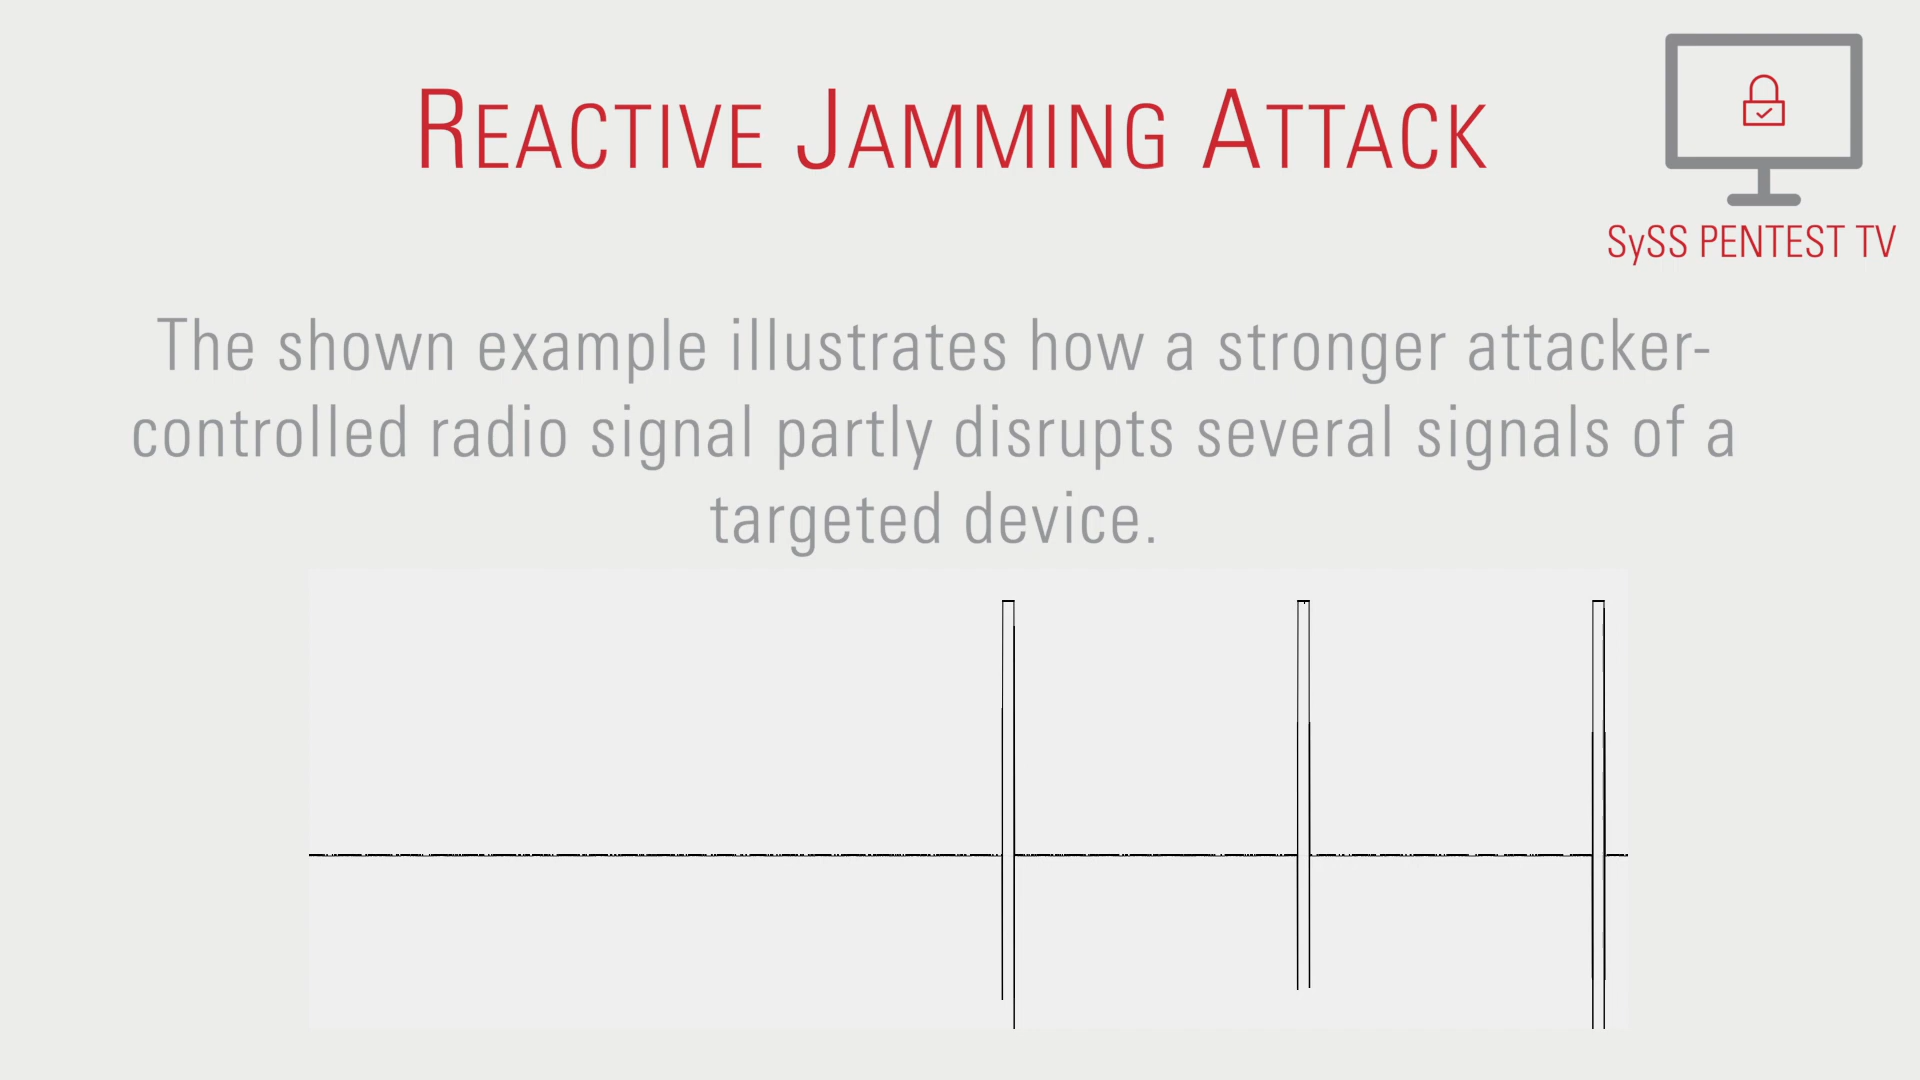 REACTIVE JAMMING ATTACK
SySS PENTEST TV
The shown example illustrates how a stronger attacker-
controlled radio signal partly disrupts several signals of a
targeted device.